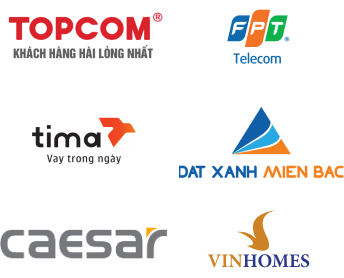 TOPCOM®
KHÁCH HÀNG HÀI LÒNG NHẤT
FPT®
Telecom
tima
Vay trong ngày
DAT XANH MIEN BAC
caesar
VINHOMES